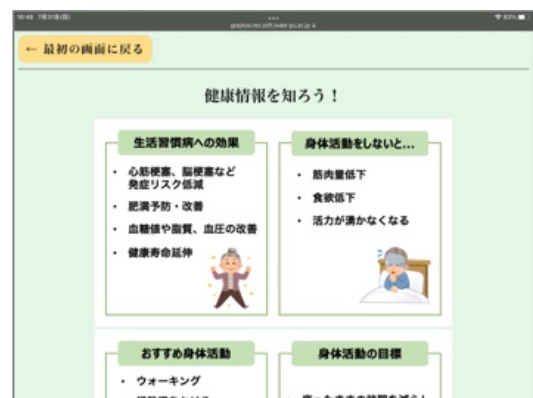 ← 最初の画面に戻る
健康情報を知ろう！
生活習慣病への効果
・ 心筋梗塞、脳梗塞など
発症リスク低減
・ 肥満予防・改善
・ 血糖値や脂質、血圧の改善
・ 健康寿命延伸
身体活動をしないと...
・ 筋肉量低下
・ 食欲低下
・ 活力が湧かなくなる
おすすめ身体活動
・ ウォーキング
身体活動の目標